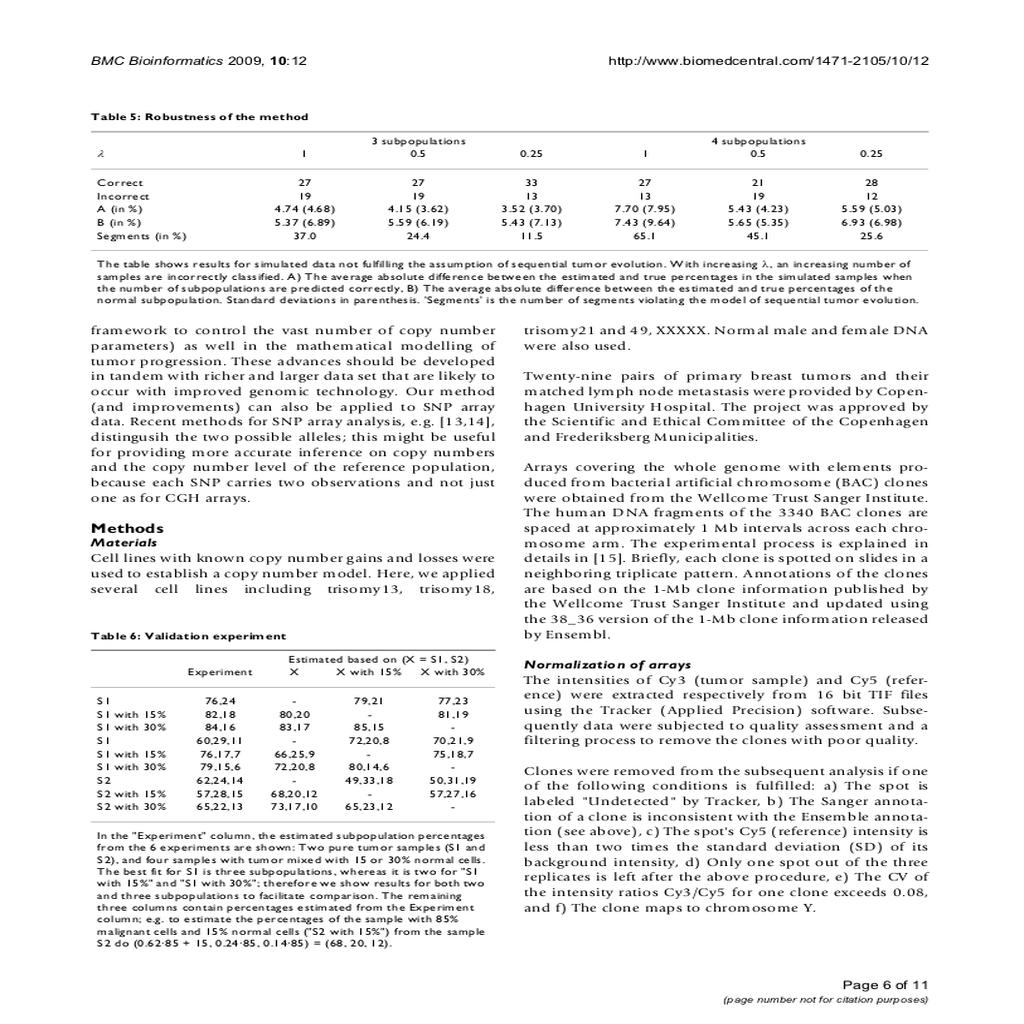 BMC Bioinformatics 2009, 10:12 http://www.biomedcentral.com/1471-2105/10/12
Table 5: Robustness of the method
3 subpopulations 4 subpopulations
λ 1 0.5 0.25 1 0.5 0.25
Correct 27 27 33 27 21 28
Incorrect 19 19 13 13 19 12
A (in %) 4.74 (4.68) 4.15 (3.62) 3.52 (3.70) 7.70 (7.95) 5.43 (4.23) 5.59 (5.03)
B (in %) 5.37 (6.89) 5.59 (6.19) 5.43 (7.13) 7.43 (9.64) 5.65 (5.35) 6.93 (6.98)
Segments (in %) 37.0 24.4 11.5 65.1 45.1 25.6
The table shows results for simulated data not fulfilling the assumption of sequential tumor evolution. With increasing λ, an increasing number of
samples are incorrectly classified. A) The average absolute difference between the estimated and true percentages in the simulated samples when
the number of subpopulations are predicted correctly, B) The average absolute difference between the estimated and true percentages of the
normal subpopulation. Standard deviations in parenthesis. 'Segments' is the number of segments violating the model of sequential tumor evolution.
framework to control the vast number of copy number
parameters) as well in the mathematical modelling of
tumor progression. These advances should be developed
in tandem with richer and larger data set that are likely to
occur with improved genomic technology. Our method
(and improvements) can also be applied to SNP array
data. Recent methods for SNP array analysis, e.g. [13,14],
distingusih the two possible alleles; this might be useful
for providing more accurate inference on copy numbers
and the copy number level of the reference population,
because each SNP carries two observations and not just
one as for CGH arrays.
Methods
Materials
Cell lines with known copy number gains and losses were
used to establish a copy number model. Here, we applied
several cell lines including trisomy13, trisomy18,
Table 6: Validation experiment
Estimated based on (X = S1, S2)
Experiment X X with 15% X with 30%
S1 76,24 - 79,21 77,23
S1 with 15% 82,18 80,20 - 81,19
S1 with 30% 84,16 83,17 85,15 -
S1 60,29,11 - 72,20,8 70,21,9
S1 with 15% 76,17,7 66,25,9 - 75,18,7
S1 with 30% 79,15,6 72,20,8 80,14,6 -
S2 62,24,14 - 49,33,18 50,31,19
S2 with 15% 57,28,15 68,20,12 - 57,27,16
S2 with 30% 65,22,13 73,17,10 65,23,12 -
In the "Experiment" column, the estimated subpopulation percentages
from the 6 experiments are shown: Two pure tumor samples (S1 and
S2), and four samples with tumor mixed with 15 or 30% normal cells.
The best fit for S1 is three subpopulations, whereas it is two for "S1
with 15%" and "S1 with 30%"; therefore we show results for both two
and three subpopulations to facilitate comparison. The remaining
three columns contain percentages estimated from the Experiment
column; e.g. to estimate the percentages of the sample with 85%
malignant cells and 15% normal cells ("S2 with 15%") from the sample
S2 do (0.62·85 + 15, 0.24·85, 0.14·85) = (68, 20, 12).
trisomy21 and 49, XXXXX. Normal male and female DNA
were also used.
Twenty-nine pairs of primary breast tumors and their
matched lymph node metastasis were provided by Copen-
hagen University Hospital. The project was approved by
the Scientific and Ethical Committee of the Copenhagen
and Frederiksberg Municipalities.
Arrays covering the whole genome with elements pro-
duced from bacterial artificial chromosome (BAC) clones
were obtained from the Wellcome Trust Sanger Institute.
The human DNA fragments of the 3340 BAC clones are
spaced at approximately 1 Mb intervals across each chro-
mosome arm. The experimental process is explained in
details in [15]. Briefly, each clone is spotted on slides in a
neighboring triplicate pattern. Annotations of the clones
are based on the 1-Mb clone information published by
the Wellcome Trust Sanger Institute and updated using
the 38_36 version of the 1-Mb clone information released
by Ensembl.
Normalization of arrays
The intensities of Cy3 (tumor sample) and Cy5 (refer-
ence) were extracted respectively from 16 bit TIF files
using the Tracker (Applied Precision) software. Subse-
quently data were subjected to quality assessment and a
filtering process to remove the clones with poor quality.
Clones were removed from the subsequent analysis if one
of the following conditions is fulfilled: a) The spot is
labeled "Undetected" by Tracker, b) The Sanger annota-
tion of a clone is inconsistent with the Ensemble annota-
tion (see above), c) The spot's Cy5 (reference) intensity is
less than two times the standard deviation (SD) of its
background intensity, d) Only one spot out of the three
replicates is left after the above procedure, e) The CV of
the intensity ratios Cy3/Cy5 for one clone exceeds 0.08,
and f) The clone maps to chromosome Y.
Page 6 of 11
(page number not for citation purposes)